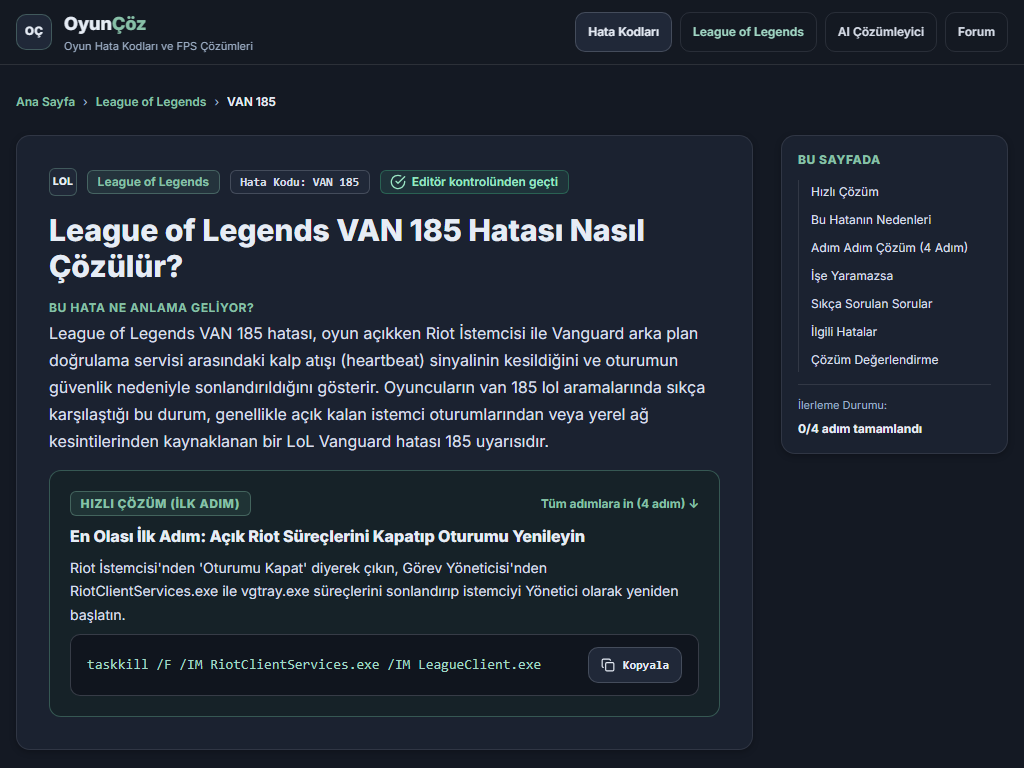 OÇ
OyunÇöz
Oyun Hata Kodları ve FPS Çözümleri
Hata Kodları
League of Legends
AI Çözümleyici
Forum
Ana Sayfa › League of Legends › VAN 185
LOL
League of Legends
Hata Kodu: VAN 185
Editör kontrolünden geçti
League of Legends VAN 185 Hatası Nasıl
Çözülür?
BU HATA NE ANLAMA GELİYOR?
League of Legends VAN 185 hatası, oyun açıkken Riot İstemcisi ile Vanguard arka plan
doğrulama servisi arasındaki kalp atışı (heartbeat) sinyalinin kesildiğini ve oturumun
güvenlik nedeniyle sonlandırıldığını gösterir. Oyuncuların van 185 lol aramalarında sıkça
karşılaştığı bu durum, genellikle açık kalan istemci oturumlarından veya yerel ağ
kesintilerinden kaynaklanan bir LoL Vanguard hatası 185 uyarısıdır.
HIZLI ÇÖZÜM (İLK ADIM)
Tüm adımlara in (4 adım) ↓
En Olası İlk Adım: Açık Riot Süreçlerini Kapatıp Oturumu Yenileyin
Riot İstemcisi'nden 'Oturumu Kapat' diyerek çıkın, Görev Yöneticisi'nden
RiotClientServices.exe ile vgtray.exe süreçlerini sonlandırıp istemciyi Yönetici olarak yeniden
başlatın.
taskkill /F /IM RiotClientServices.exe /IM LeagueClient.exe
Kopyala
BU SAYFADA
Hızlı Çözüm
Bu Hatanın Nedenleri
Adım Adım Çözüm (4 Adım)
İşe Yaramazsa
Sıkça Sorulan Sorular
İlgili Hatalar
Çözüm Değerlendirme
İlerleme Durumu:
0/4 adım tamamlandı